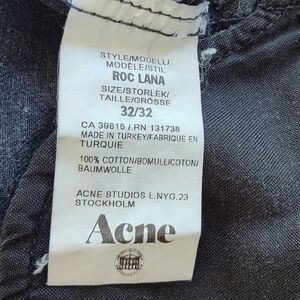 STYLE/MODELL/
MODÈLE/STIL
ROC LANA
SIZE/STORLEK/
TAILLE/GRÖSSE
32/32
CA 39815 / RN 131738
MADE IN TURKEY/FABRIQUE EN
TURQUIE
100% COTTON/BOMULL/COTON/
BAUMWOLLE
ACNE STUDIOS L.NYG.23
STOCKHOLM
Acne